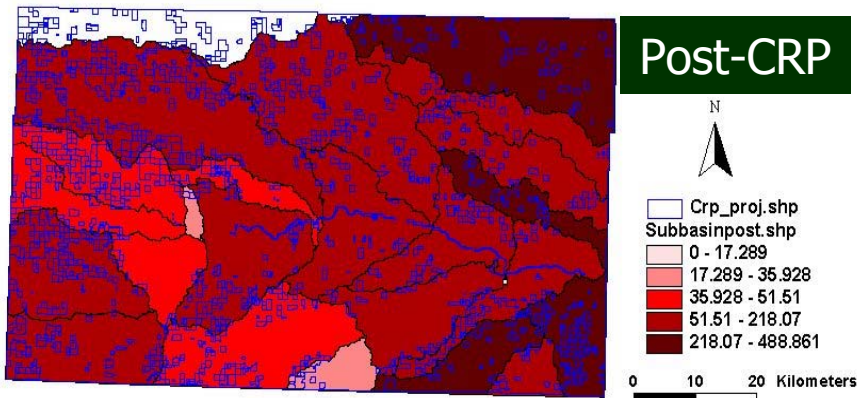 Post-CRP
N
Crp_proj.shp
Subbasinpost.shp
0 - 17.289
17.289 - 35.928
35.928 - 51.51
51.51 - 218.07
218.07 - 488.861
0 10 20 Kilometers